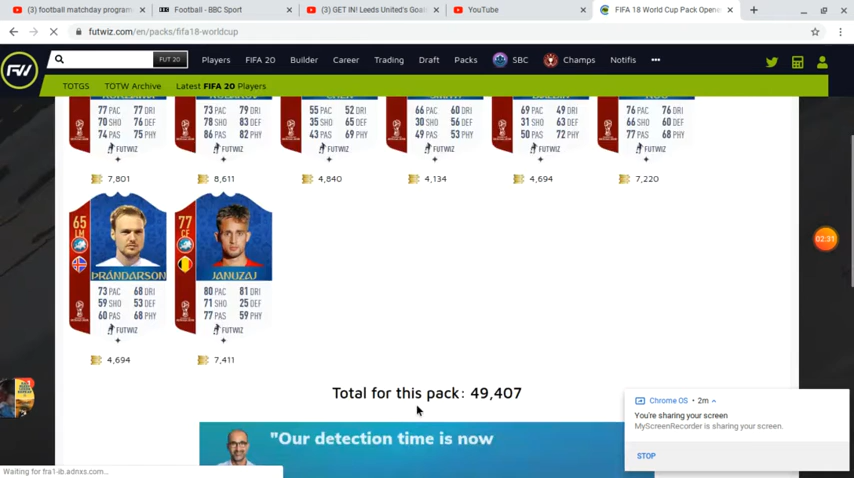 (3) football matchday program
Football - BBC Sport
(3) GET IN! Leeds United's Goal
YouTube
FIFA 18 World Cup Pack Opene
futwiz.com/en/packs/fifa18-worldcup
FW
FUT 20
Players
FIFA 20
Builder
Career
Trading
Draft
Packs
SBC
Champs
Notifis
TOTGS
TOTW Archive
Latest FIFA 20 Players
77 PAC 77 DRI
70 SHO 76 DEF
74 PAS 75 PHY
FUTWIZ
7,801
73 PAC 79 DRI
78 SHO 83 DEF
86 PAS 82 PHY
FUTWIZ
8,611
55 PAC 52 DRI
35 SHO 65 DEF
43 PAS 69 PHY
FUTWIZ
4,840
66 PAC 60 DRI
30 SHO 56 DEF
49 PAS 53 PHY
FUTWIZ
4,134
69 PAC 49 DRI
31 SHO 63 DEF
50 PAS 72 PHY
FUTWIZ
4,694
76 PAC 76 DRI
66 SHO 60 DEF
77 PAS 68 PHY
FUTWIZ
7,220
65
LM
ÞRÁNDARSON
73 PAC 68 DRI
59 SHO 53 DEF
60 PAS 68 PHY
FUTWIZ
4,694
77
CF
JANUZAJ
80 PAC 81 DRI
71 SHO 25 DEF
77 PAS 59 PHY
FUTWIZ
7,411
Total for this pack: 49,407
"Our detection time is now
02:31
Chrome OS • 2m
You're sharing your screen
MyScreenRecorder is sharing your screen.
STOP
Waiting for fra1-ib.adnxs.com...